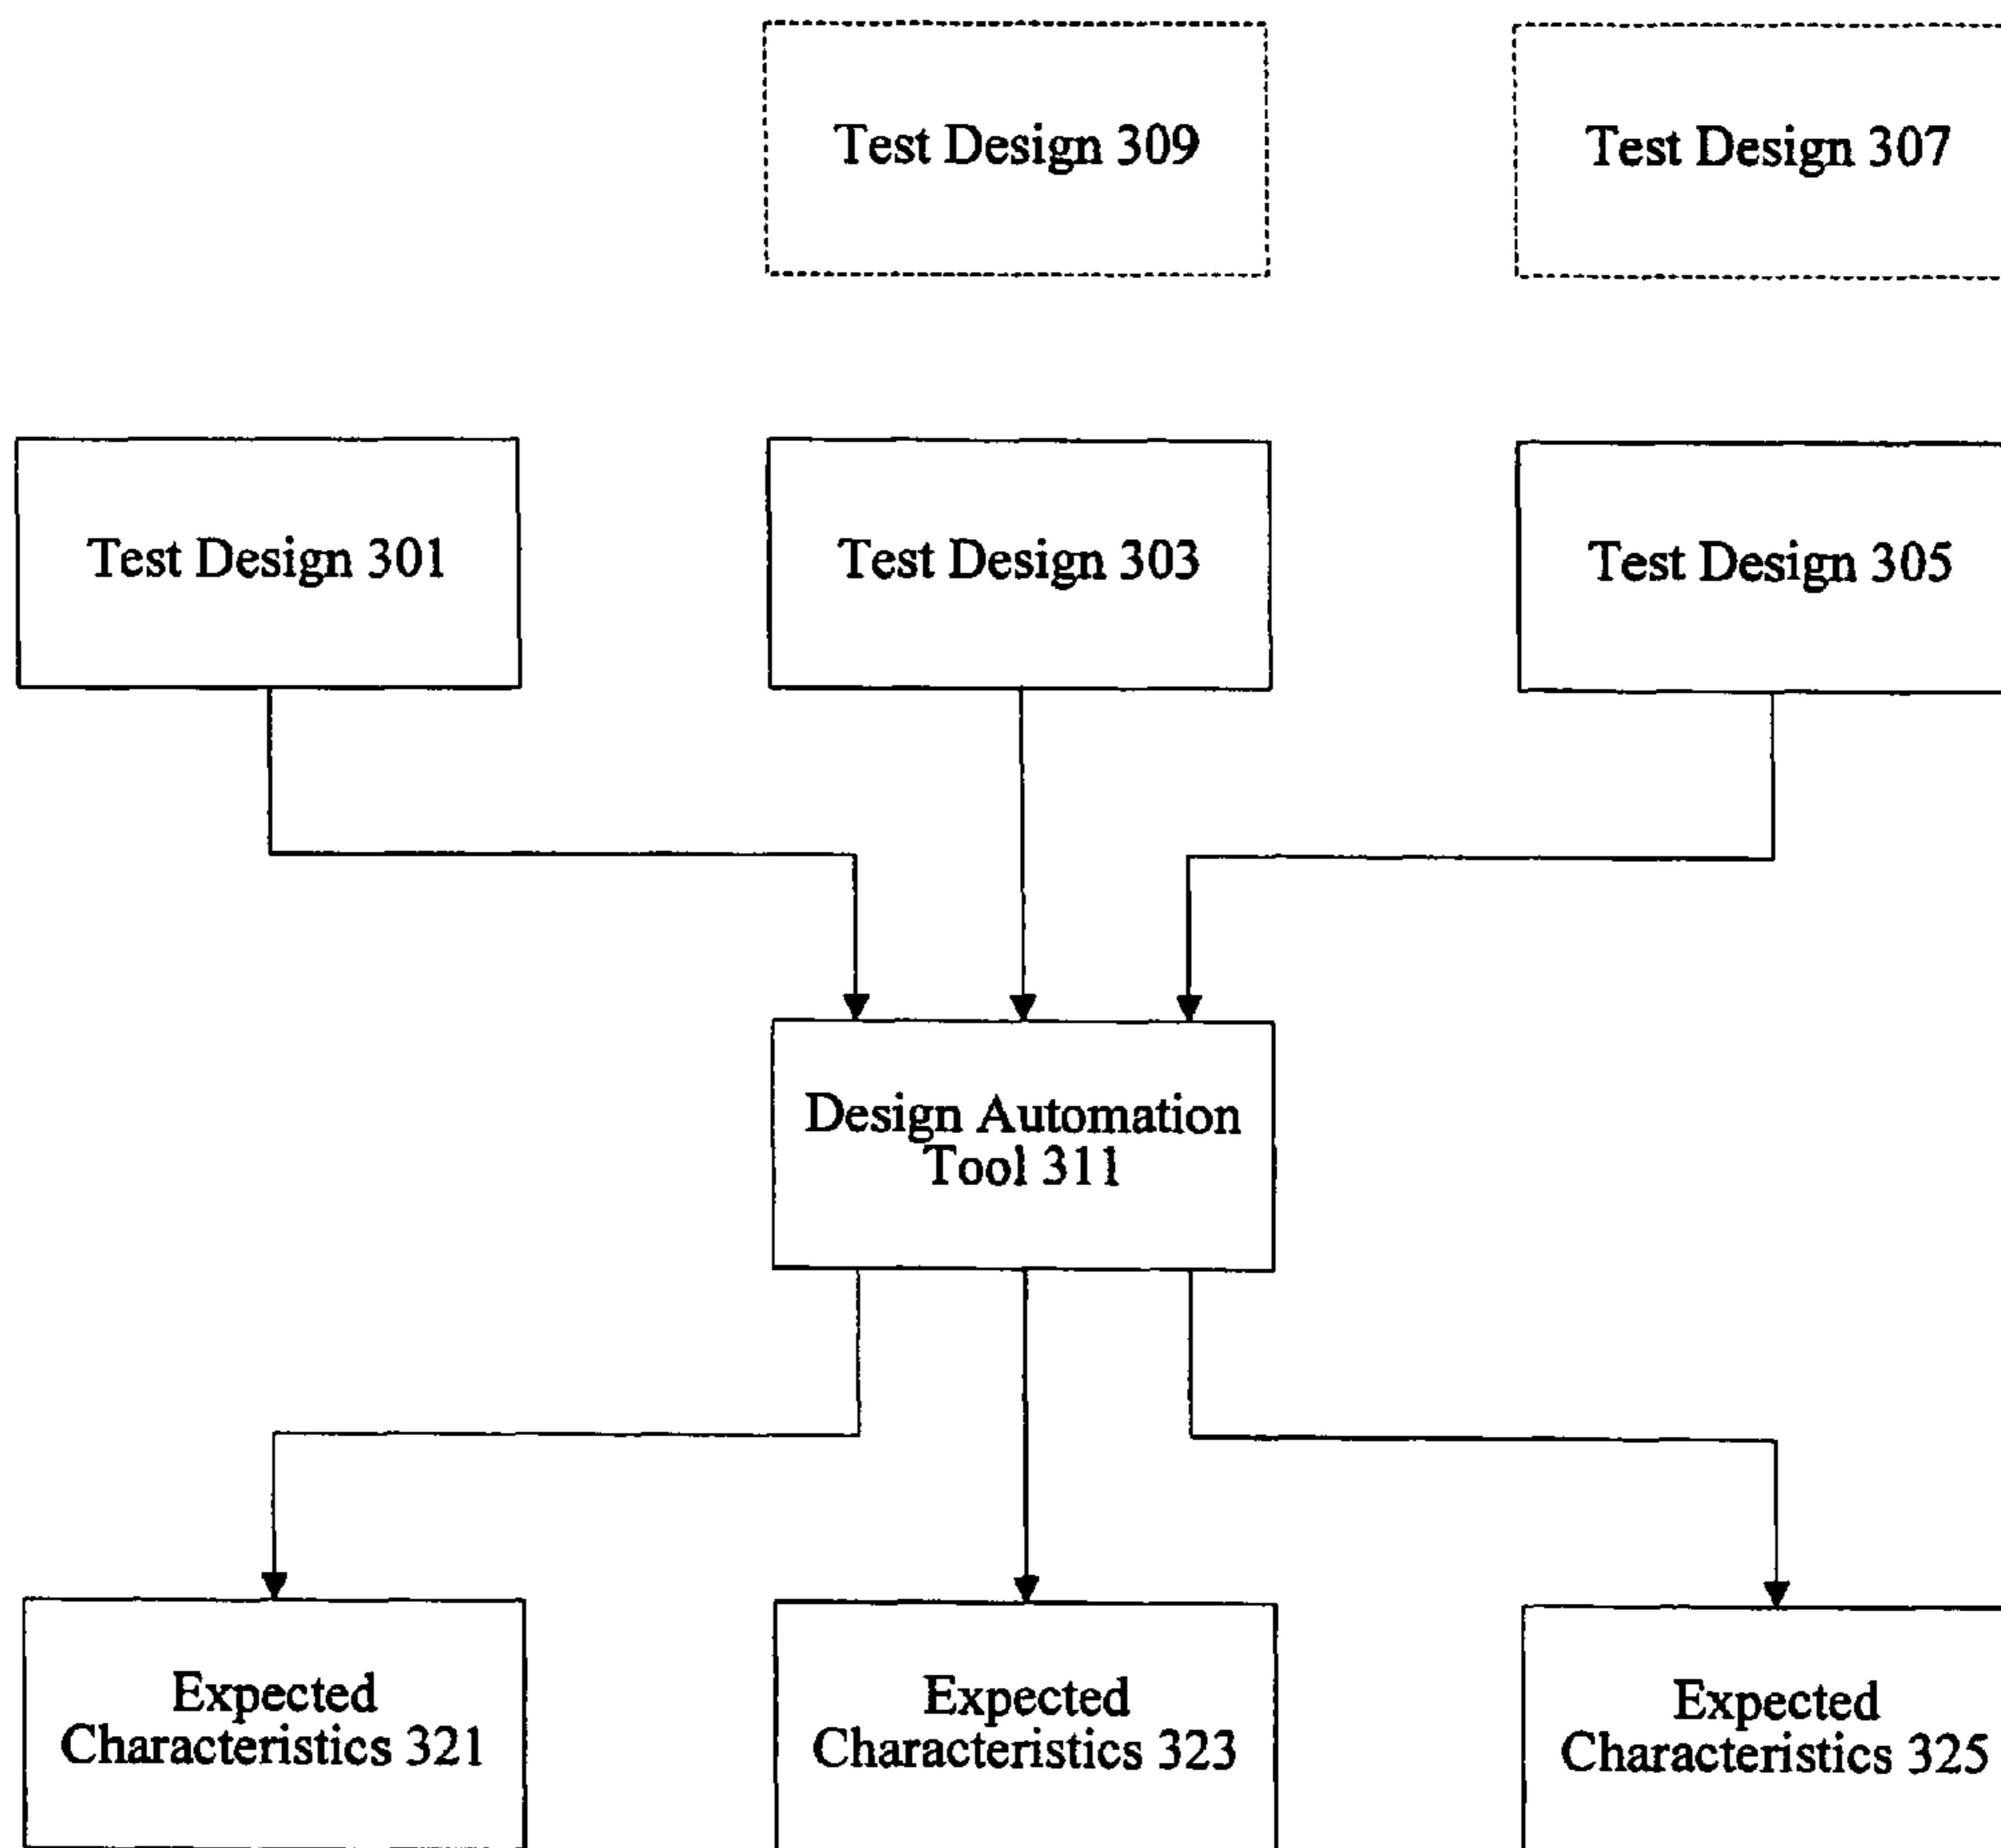 Test Design 309
Test Design 307
Test Design 301
Test Design 303
Test Design 305
Design Automation
Tool 311
Expected
Characteristics 321
Expected
Characteristics 323
Expected
Characteristics 325